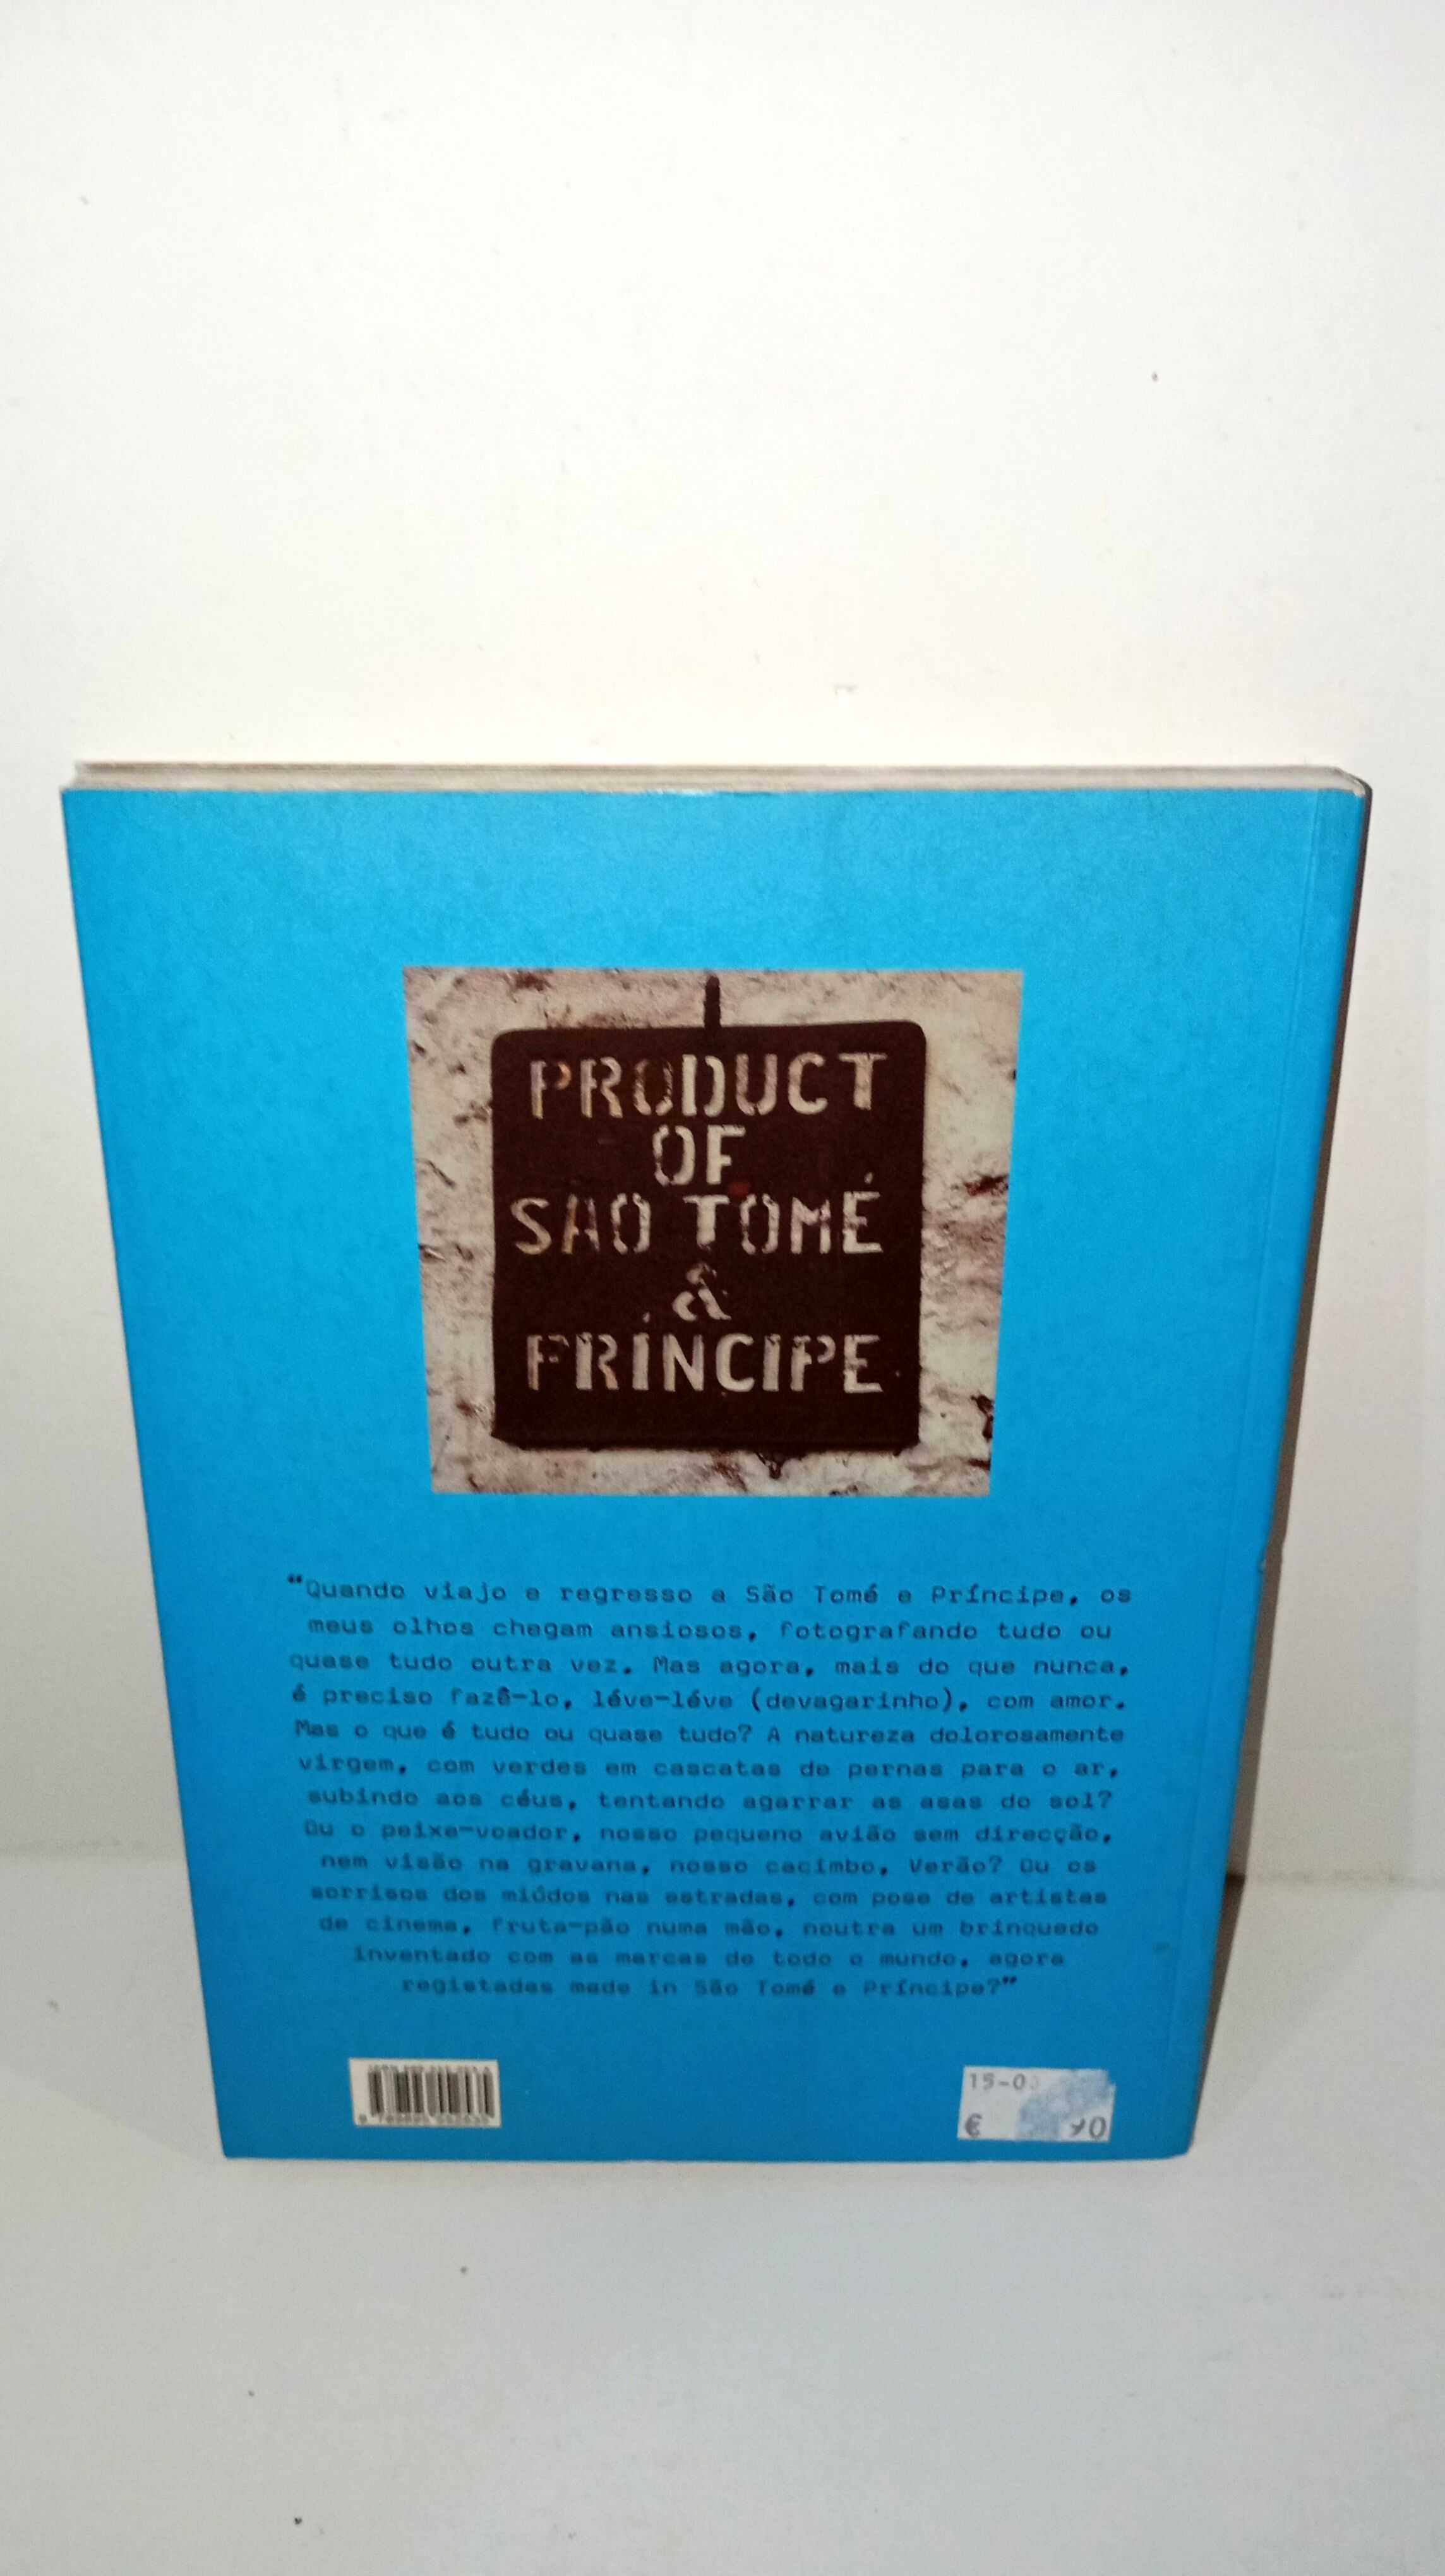 PRODUCT
OF
SAO TOMÉ
&
PRÍNCIPE
“Quando viajo e regresso a São Tomé e Príncipe, os
meus olhos chegam ansiosos, fotografando tudo ou
quase tudo outra vez. Mas agora, mais do que nunca,
é preciso fazê-lo, léve-léve (devagarinho), com amor.
Mas o que é tudo ou quase tudo? A natureza dolorosamente
virgem, com verdes em cascatas de pernas para o ar,
subindo aos céus, tentando agarrar as asas do sol?
Ou o peixe-voador, nosso pequeno avião sem direcção,
nem visão na gravana, nosso cacimbo, Verão? Ou os
sorrisos dos miúdos nas estradas, com pose de artistas
de cinema, fruta-pão numa mão, noutra um brinquedo
inventado com as marcas de todo o mundo, agora
registadas made in São Tomé e Príncipe?”
15-0
€ 0